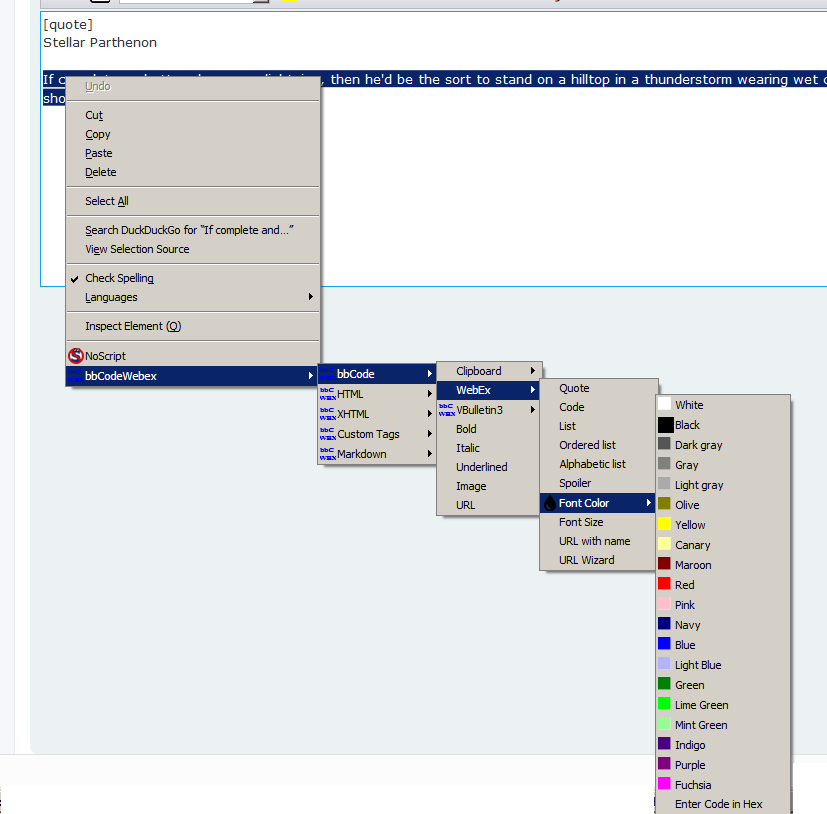 [quote]
Stellar Parthenon
If c
, then he'd be the sort to stand on a hilltop in a thunderstorm wearing wet
sho
Undo
Cut
Copy
Paste
Delete
Select All
Search DuckDuckGo for “If complete and...”
View Selection Source
Check Spelling
Languages
Inspect Element (Q)
NoScript
bbCodeWebex
bbCode
HTML
XHTML
Custom Tags
Markdown
Clipboard
WebEx
VBulletin3
Bold
Italic
Underlined
Image
URL
Quote
Code
List
Ordered list
Alphabetic list
Spoiler
Font Color
Font Size
URL with name
URL Wizard
White
Black
Dark gray
Gray
Light gray
Olive
Yellow
Canary
Maroon
Red
Pink
Navy
Blue
Light Blue
Green
Lime Green
Mint Green
Indigo
Purple
Fuchsia
Enter Code in Hex